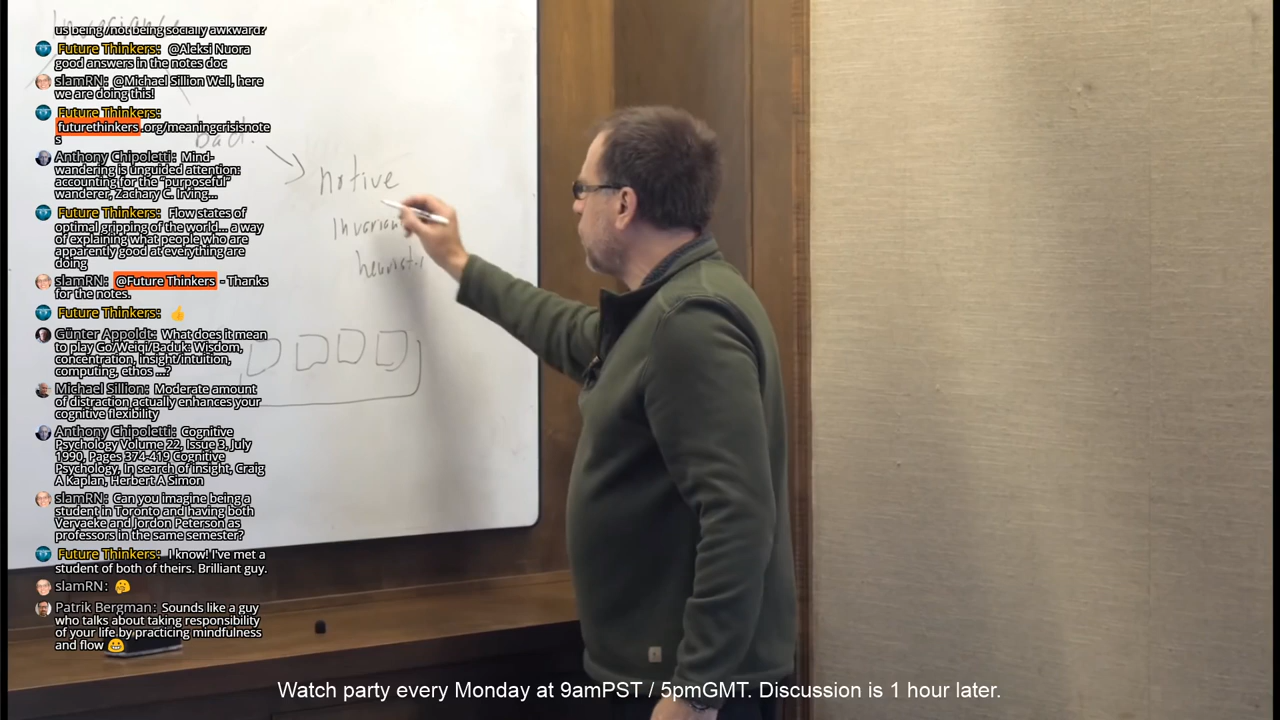 Invariance
us being /not being socially awkward?
Future Thinkers: @Aleksi Nuora
good answers in the notes doc
slamRN: @Michael Sillion Well, here
we are doing this!
Future Thinkers:
futurethinkers.org/meaningcrisisnote
s
bad.
Anthony Chipoletti: Mind-
wandering is unguided attention:
accounting for the "purposeful"
wanderer, Zachary C. Irving...
notive
Future Thinkers: Flow states of
optimal gripping of the world... a way
of explaining what people who are
apparently good at everything are
doing
slamRN: @Future Thinkers - Thanks
for the notes.
Future Thinkers: 👍
Günter Appoldt: What does it mean
to play Go/Weiqi/Baduk: Wisdom,
concentration, insight/intuition,
computing, ethos ...?
Michael Sillion: Moderate amount
of distraction actually enhances your
cognitive flexibility
Anthony Chipoletti: Cognitive
Psychology Volume 22, Issue 3, July
1990, Pages 374-419 Cognitive
Psychology, In search of insight, Craig
A Kaplan, Herbert A Simon
slamRN: Can you imagine being a
student in Toronto and having both
Vervaeke and Jordon Peterson as
professors in the same semester?
Future Thinkers: I know! I've met a
student of both of theirs. Brilliant guy.
slamRN: 🤔
Patrik Bergman: Sounds like a guy
who talks about taking responsibility
of your life by practicing mindfulness
and flow 😀
Watch party every Monday at 9amPST / 5pmGMT. Discussion is 1 hour later.